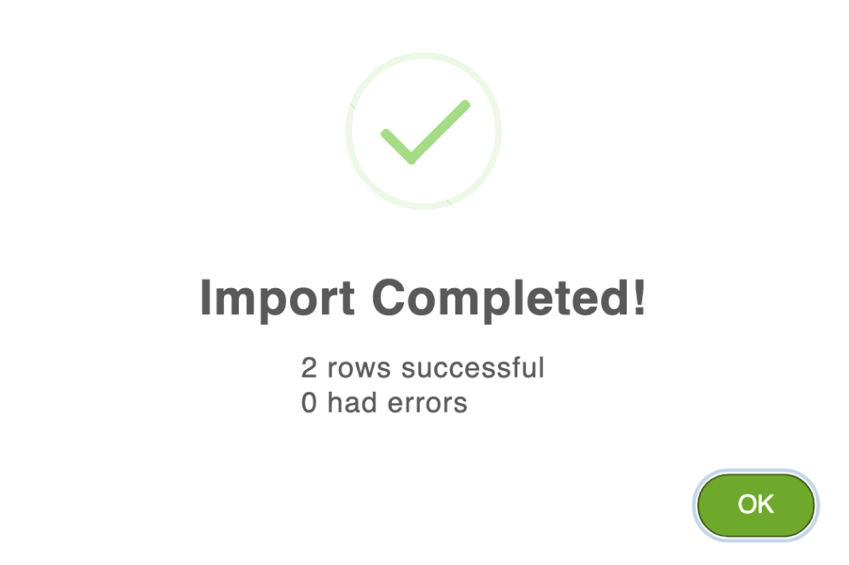 Import Completed!
2 rows successful
0 had errors
OK